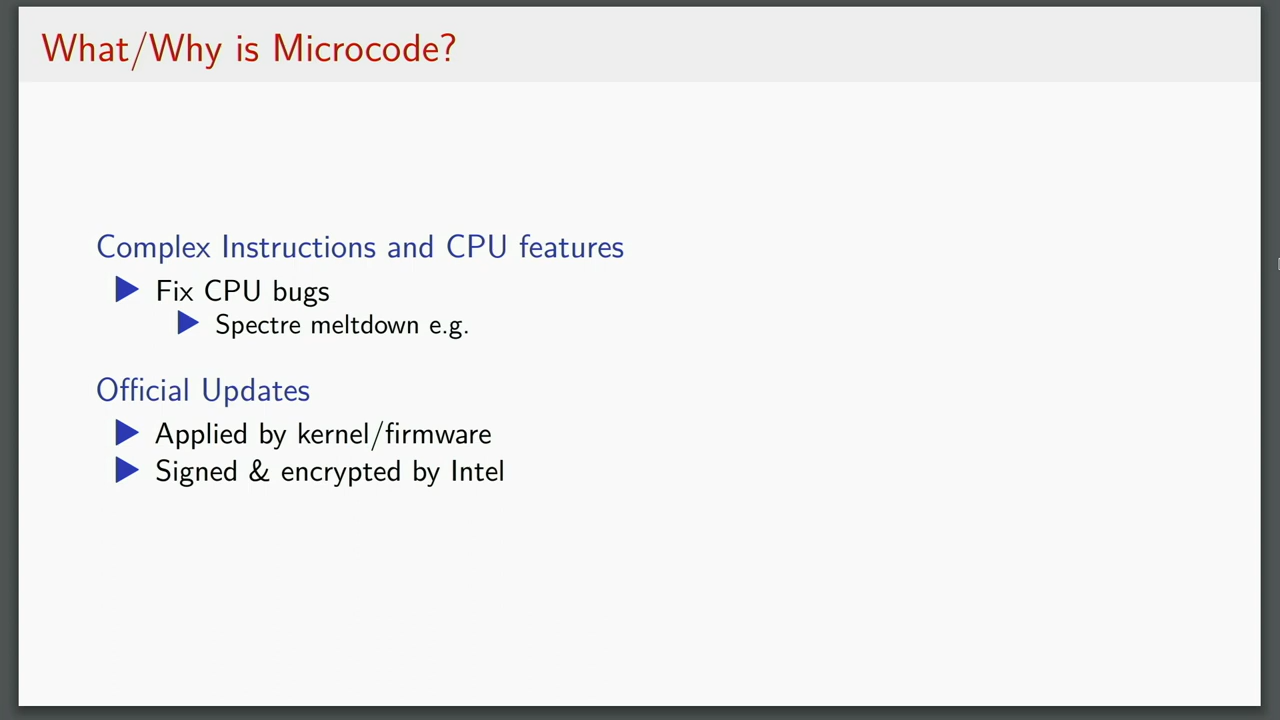 What/Why is Microcode?
Complex Instructions and CPU features
Fix CPU bugs
Spectre meltdown e.g.
Official Updates
Applied by kernel/firmware
Signed & encrypted by Intel